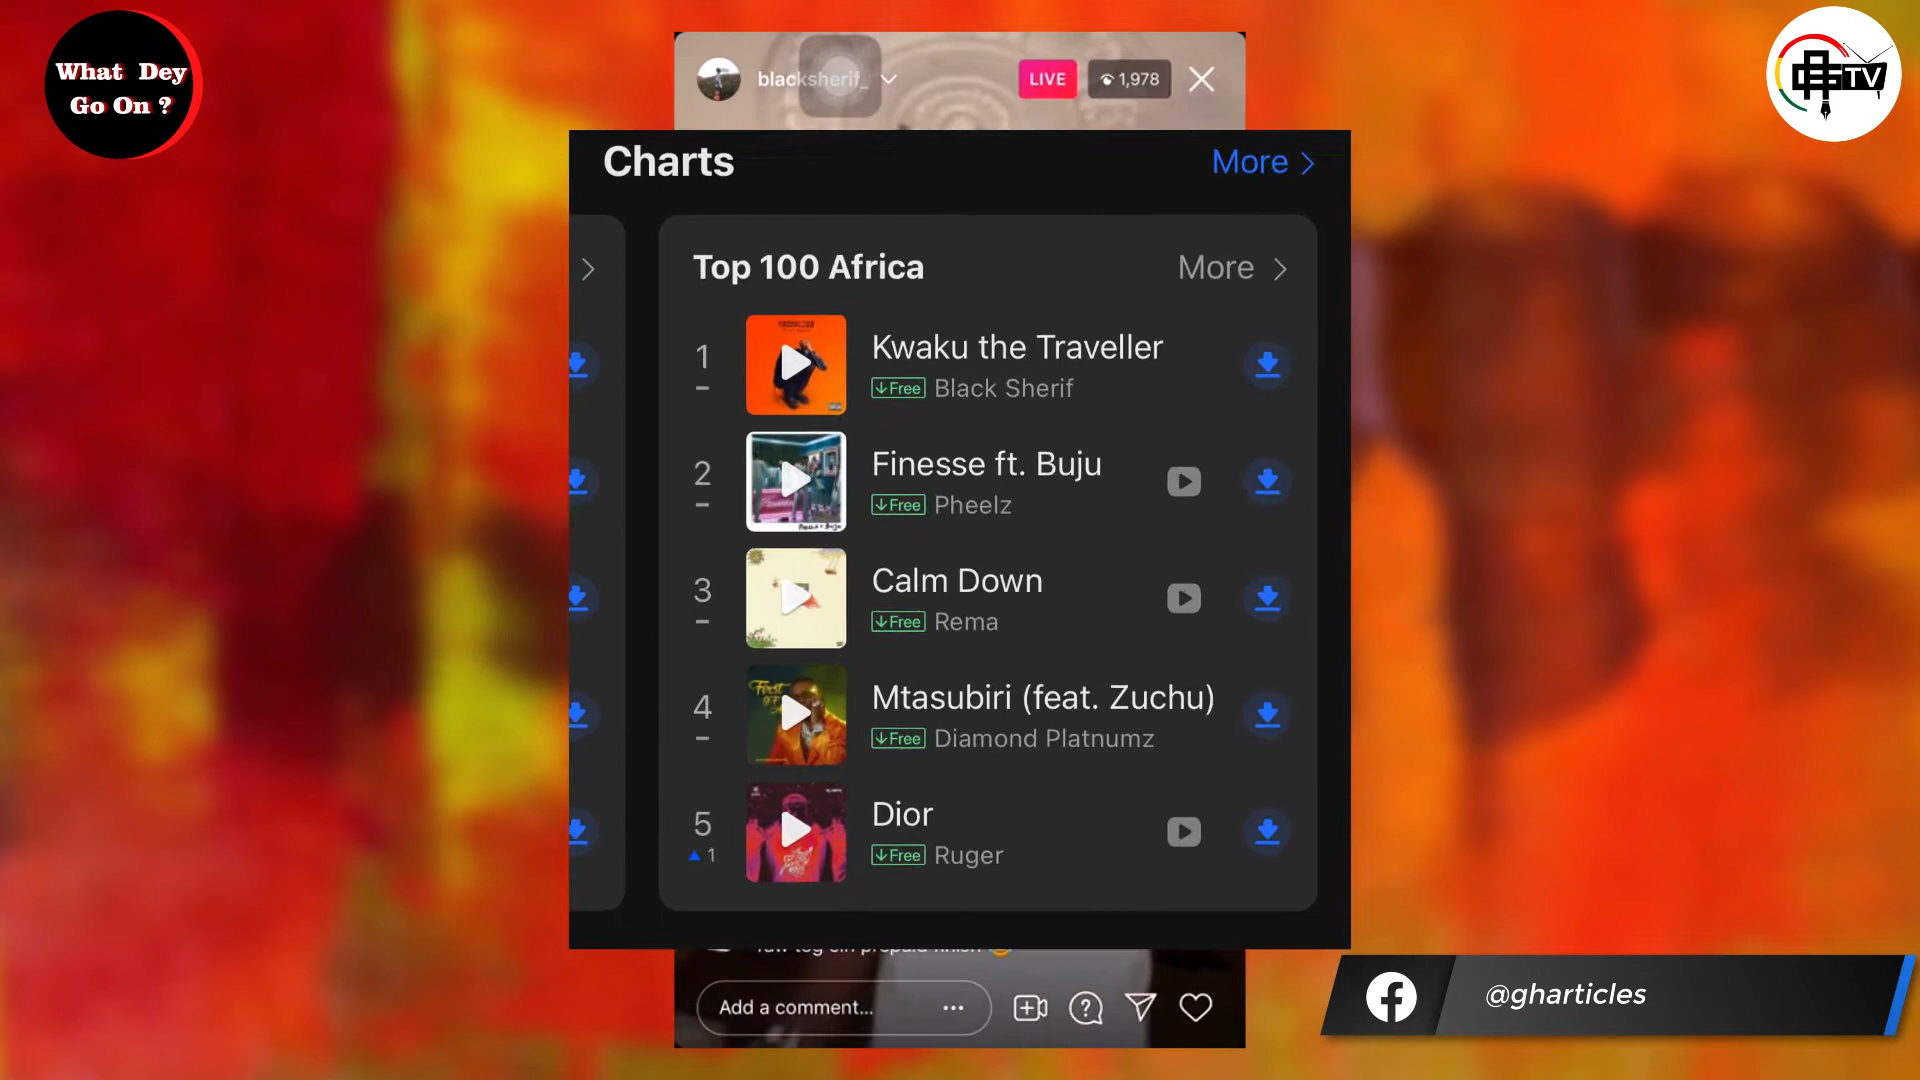 What Dey
Go On ?
blacksherif_
LIVE
1,978
TV
Charts
More
Top 100 Africa
More
1
Kwaku the Traveller
Free Black Sherif
2
Finesse ft. Buju
Free Pheelz
3
Calm Down
Free Rema
4
Mtasubiri (feat. Zuchu)
Free Diamond Platnumz
5
1
Dior
Free Ruger
Add a comment...
@gharticles